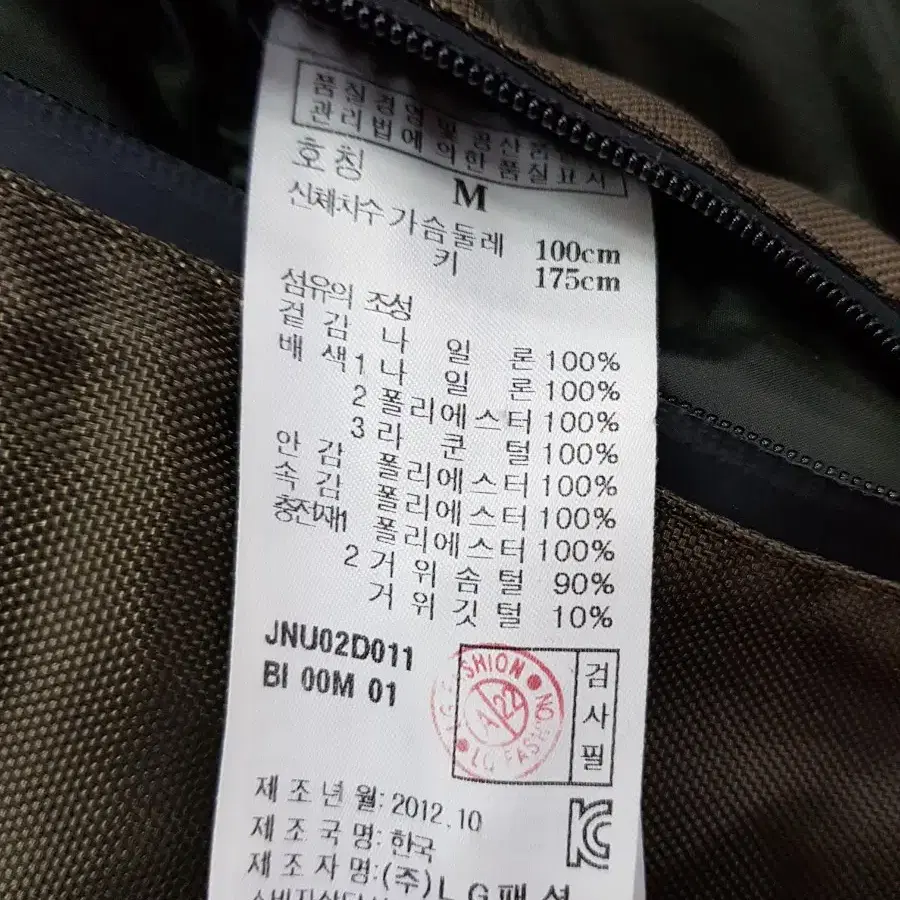 품질경영 및 공산품
관리법에 의한 품질표시
호칭 M
신체치수 가슴둘레 100cm
키 175cm
섬유의 조성
겉 감 나 일 론 100%
배 색1 나 일 론 100%
2 폴리에스터 100%
3 라 쿤 털 100%
안 감 폴리에스터 100%
속 감 폴리에스터 100%
충전재1 폴리에스터 100%
2 거 위 솜 털 90%
거 위 깃 털 10%
JNU02D011
BI 00M 01
LG FASHION
22
검사필
제 조 년 월: 2012.10
제 조 국 명: 한국
제 조 자 명: (주)LG패션